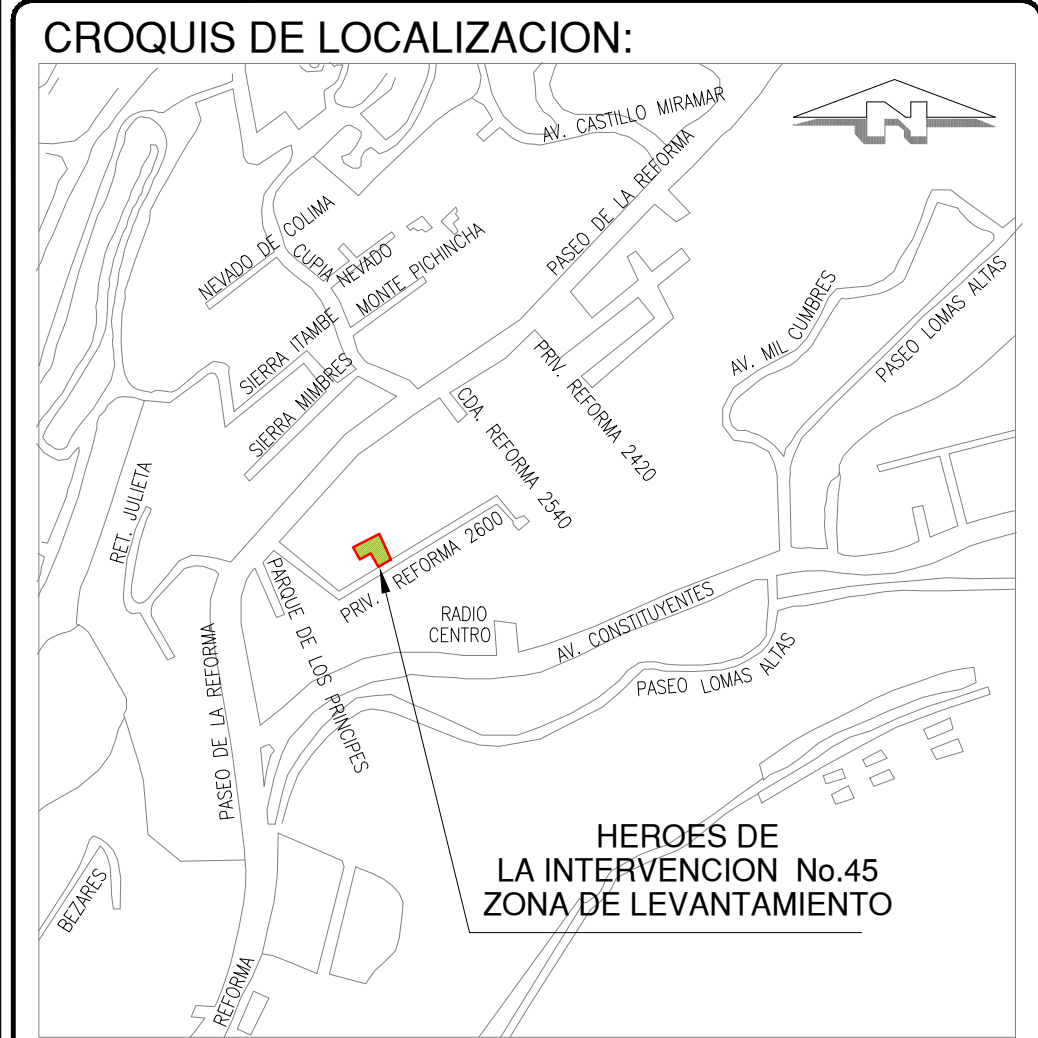 CROQUIS DE LOCALIZACION:
N
AV. CASTILLO MIRAMAR
PASEO DE LA REFORMA
NEVADO DE COLIMA
CUPIA
NEVADO
MONTE PICHINCHA
SIERRA ITAMBE
SIERRA MIMBRES
AV. MIL CUMBRES
PASEO LOMAS ALTAS
PRIV. REFORMA 2420
CDA. REFORMA 2540
RET. JULIETA
PRIV. REFORMA 2600
PARQUE DE LOS PRINCIPES
RADIO
CENTRO
AV. CONSTITUYENTES
PASEO LOMAS ALTAS
PASEO DE LA REFORMA
HEROES DE
LA INTERVENCION No.45
ZONA DE LEVANTAMIENTO
BEZARES
REFORMA